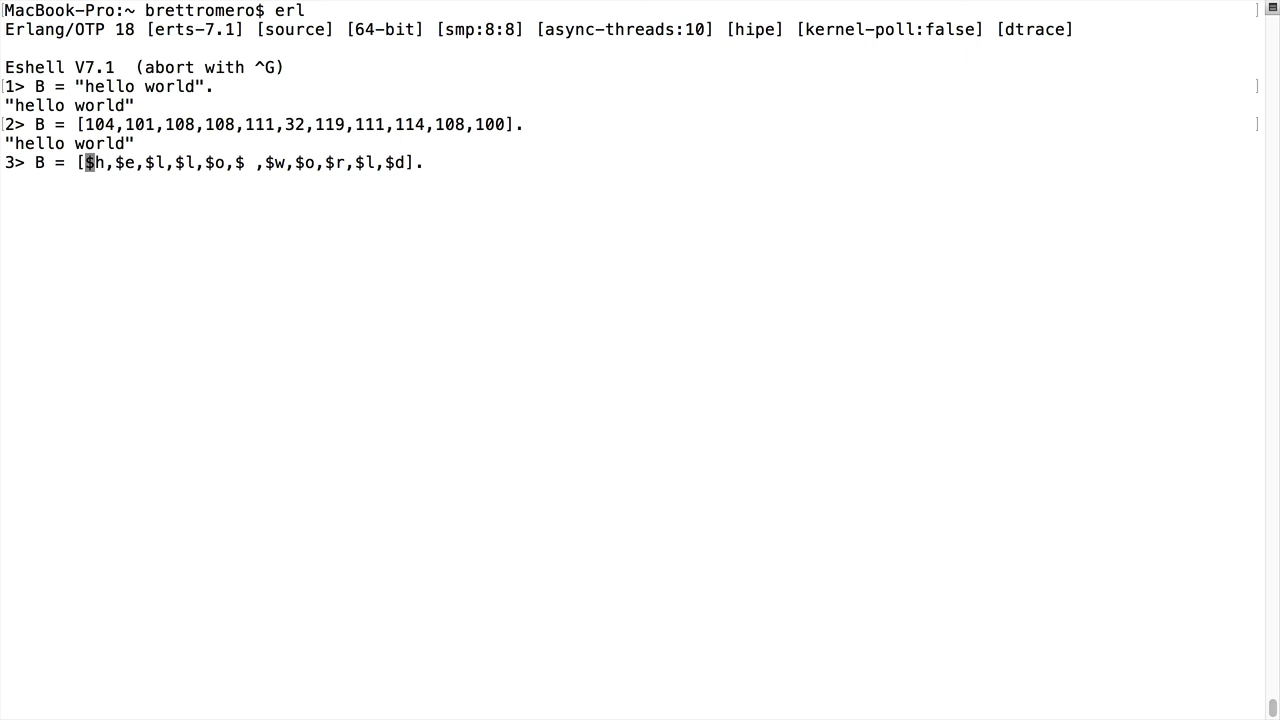 MacBook-Pro:~ brettromero$ erl
Erlang/OTP 18 [erts-7.1] [source] [64-bit] [smp:8:8] [async-threads:10] [hipe] [kernel-poll:false] [dtrace]
Eshell V7.1  (abort with ^G)
1> B = "hello world".
"hello world"
2> B = [104,101,108,108,111,32,119,111,114,108,100].
"hello world"
3> B = [$h,$e,$l,$l,$o,$ ,$w,$o,$r,$l,$d].